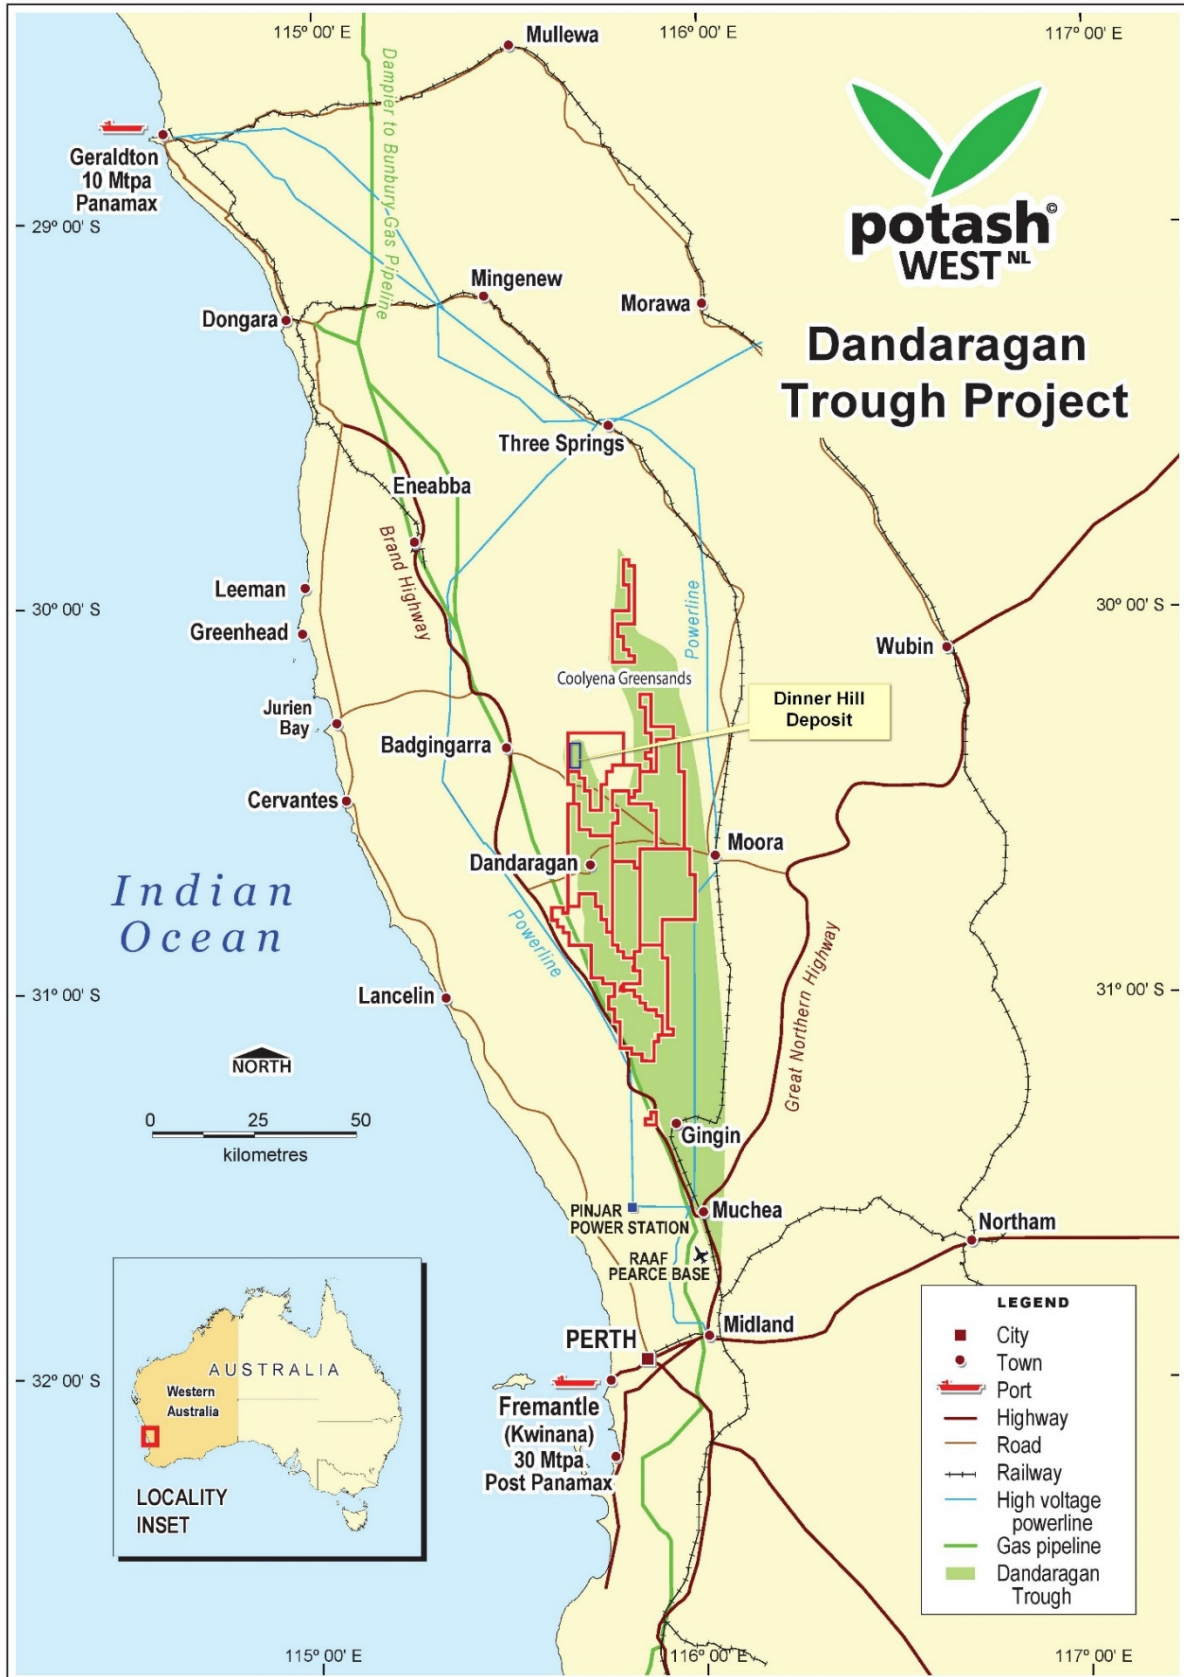 115º 00' E
116º 00' E
117º 00' E
Mullewa
Dampier to Bunbury Gas Pipeline
Geraldton
10 Mtpa
Panamax
potash©
WEST NL
29º 00' S
Mingenew
Morawa
Dongara
Dandaragan
Trough Project
Three Springs
Eneabba
Brand Highway
Leeman
Powerline
30º 00' S
30º 00' S
Greenhead
Wubin
Coolyena Greensands
Dinner Hill
Deposit
Jurien
Bay
Badgingarra
Cervantes
Moora
Dandaragan
Indian
Ocean
Powerline
Lancelin
31º 00' S
31º 00' S
Great Northern Highway
NORTH
0 25 50
kilometres
Gingin
PINJAR
POWER STATION
Muchea
Northam
RAAF
PEARCE BASE
Midland
PERTH
32º 00' S
Fremantle
(Kwinana)
30 Mtpa
Post Panamax
AUSTRALIA
Western
Australia
LOCALITY
INSET
LEGEND
City
Town
Port
Highway
Road
Railway
High voltage
powerline
Gas pipeline
Dandaragan
Trough
115º 00' E
116º 00' E
117º 00' E